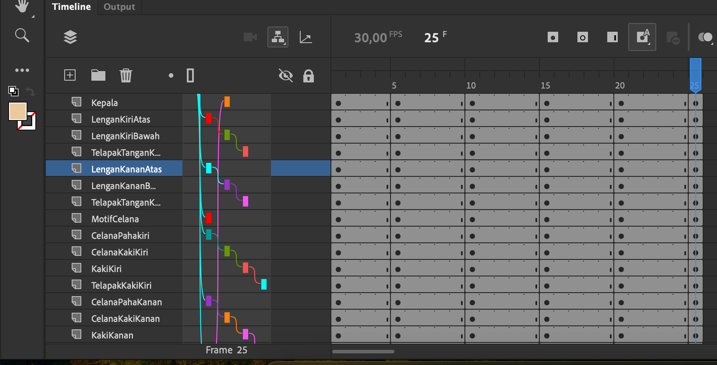 Timeline Output
30,00 FPS 25 F
5 10 15 20 25
Kepala
LenganKiriAtas
LenganKiriBawah
TelapakTanganK...
LenganKananAtas
LenganKananB...
TelapakTanganK...
MotifCelana
CelanaPahakiri
CelanaKakiKiri
KakiKiri
TelapakKakiKiri
CelanaPahaKanan
CelanaKakiKanan
KakiKanan
Frame 25